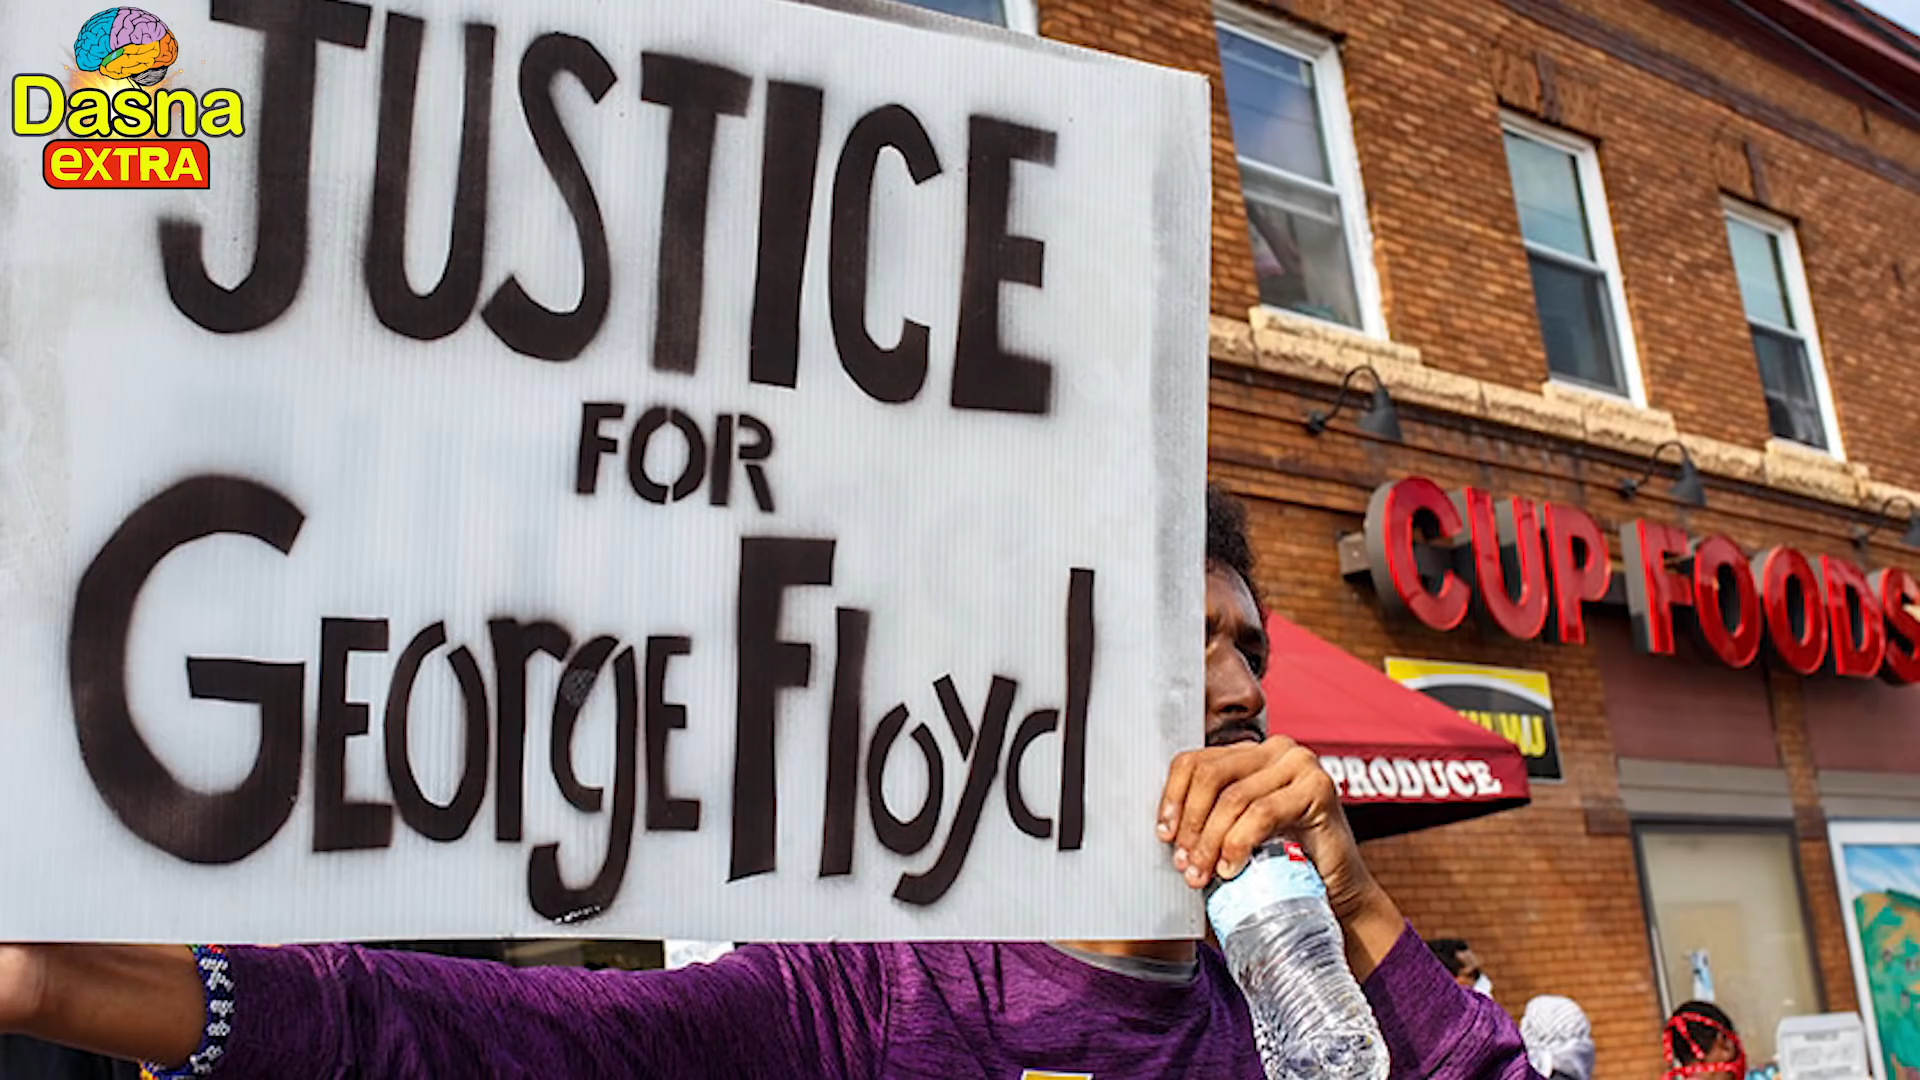 Dasna
eXTRA
JUSTICE
FOR
GEorgE Floyd
CUP FOODS
PRODUCE